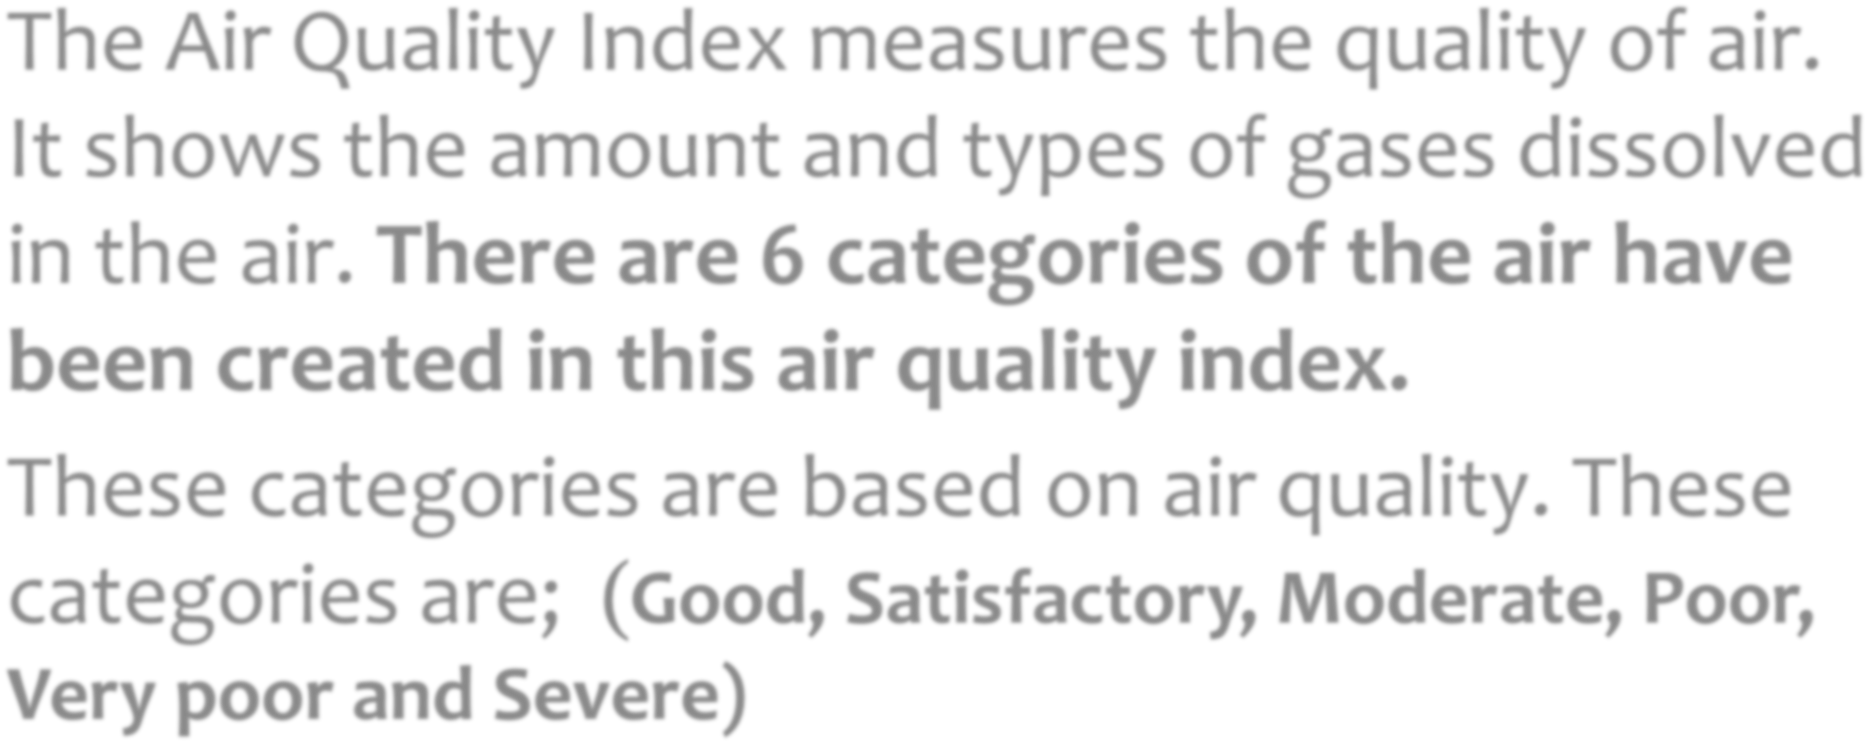 The Air Quality Index measures the quality of air.
It shows the amount and types of gases dissolved
in the air. There are 6 categories of the air have
been created in this air quality index.
These categories are based on air quality. These
categories are; (Good, Satisfactory, Moderate, Poor,
Very poor and Severe)